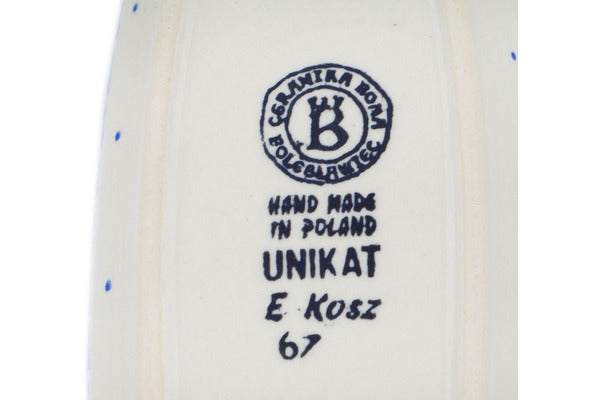 CERAMIKA BONA
BOLESŁAWIEC
B
HAND MADE
IN POLAND
UNIKAT
E KOSZ
67